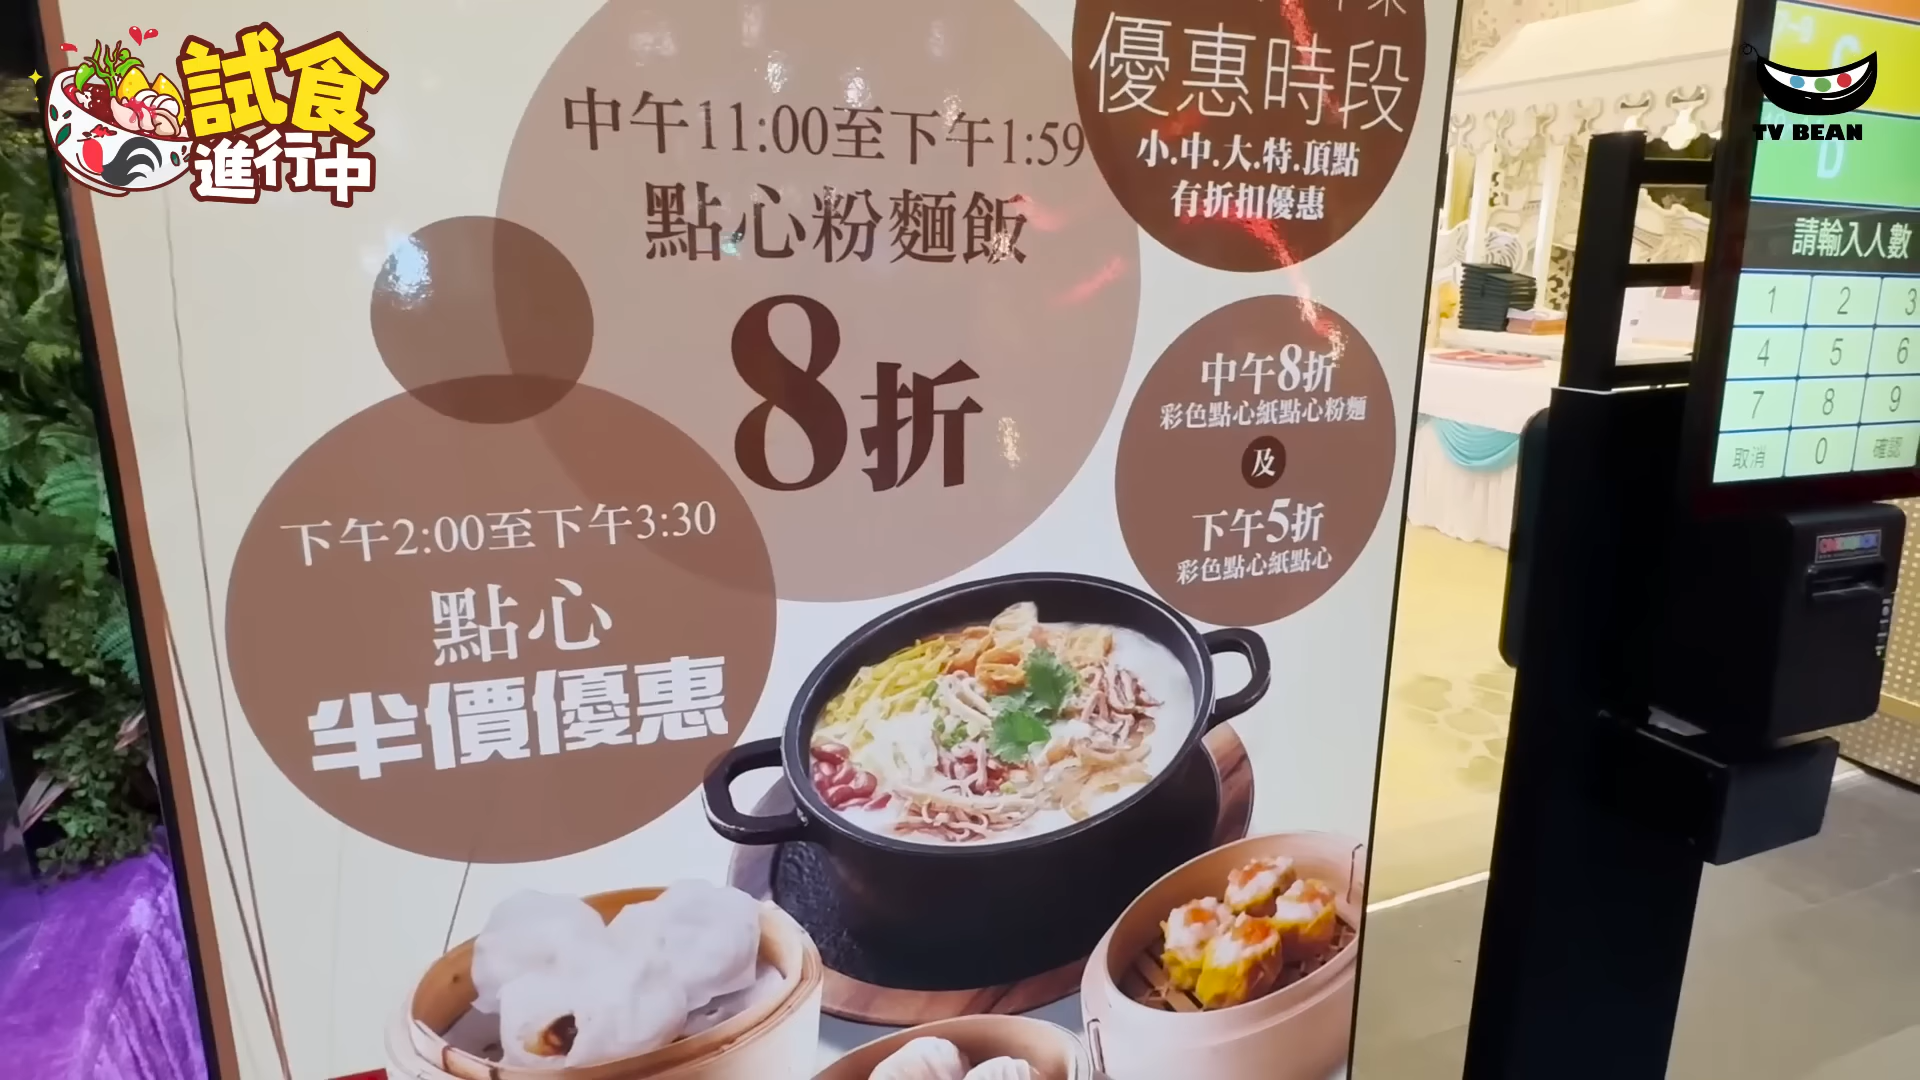 試食
進行中
TV BEAN
優惠時段
小.中.大.特.頂點
有折扣優惠
中午11:00至下午1:59
點心粉麵飯
8折
中午8折
彩色點心紙點心粉麵
及
下午5折
彩色點心紙點心
下午2:00至下午3:30
點心
半價優惠
C
D
請輸入人數
1 2 3
4 5 6
7 8 9
取消 0 確認